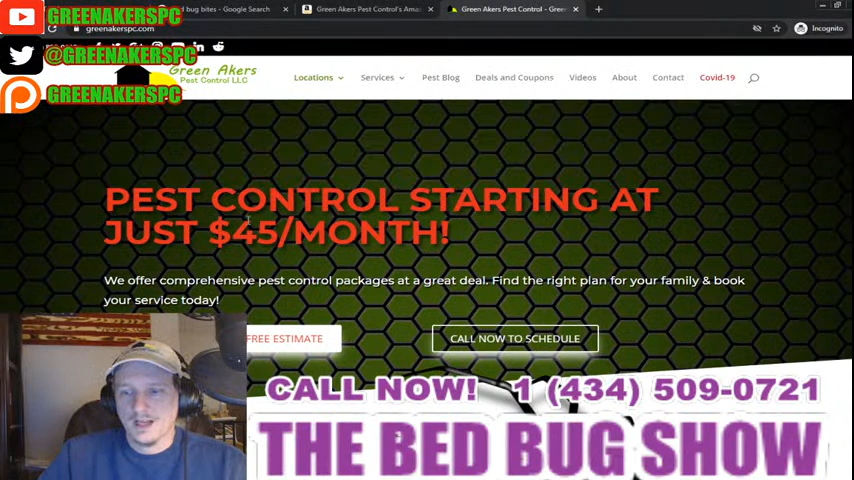 GREENAKERSPC
@GREENAKERSPC
GREENAKERSPC
d bug bites - Google Search
Green Akers Pest Control's Ama
Green Akers Pest Control - Gree
greenakerspc.com
Incognito
Green Akers
Pest Control LLC
Locations
Services
Pest Blog
Deals and Coupons
Videos
About
Contact
Covid-19
PEST CONTROL STARTING AT
JUST $45/MONTH!
We offer comprehensive pest control packages at a great deal. Find the right plan for your family & book
your service today!
FREE ESTIMATE
CALL NOW TO SCHEDULE
CALL NOW! 1 (434) 509-0721
THE BED BUG SHOW